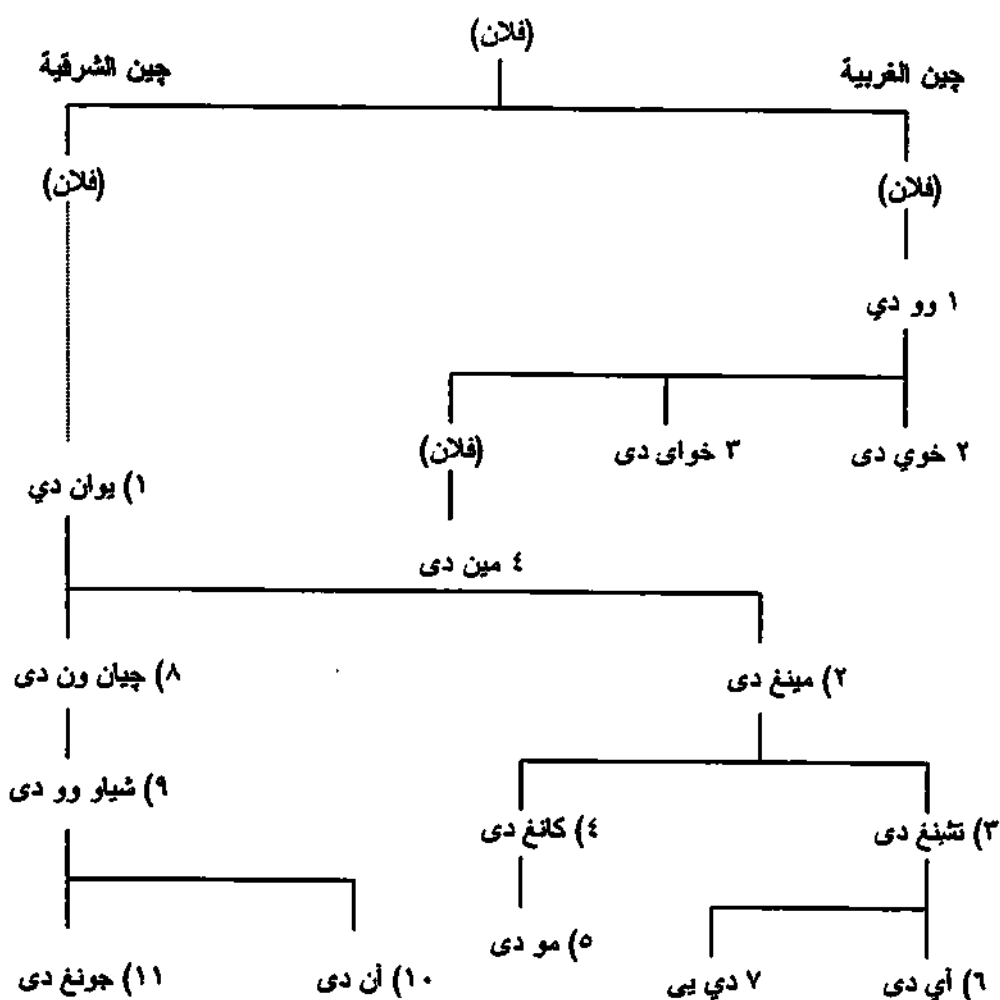 (فلان)
چين الغربية
چين الشرقية
(فلان)
(فلان)
١ وو دي
٢ خوي دى
٣ خواى دى
(فلان)
١) يوان دي
٤ مين دى
٢) مينغ دى
٨) چيان ون دى
٩) شياو وو دى
٣) تشنغ دى
٤) كانغ دى
٥) مو دى
٦) أي دى
٧ دي يى
١٠) أن دى
١١) جونغ دى